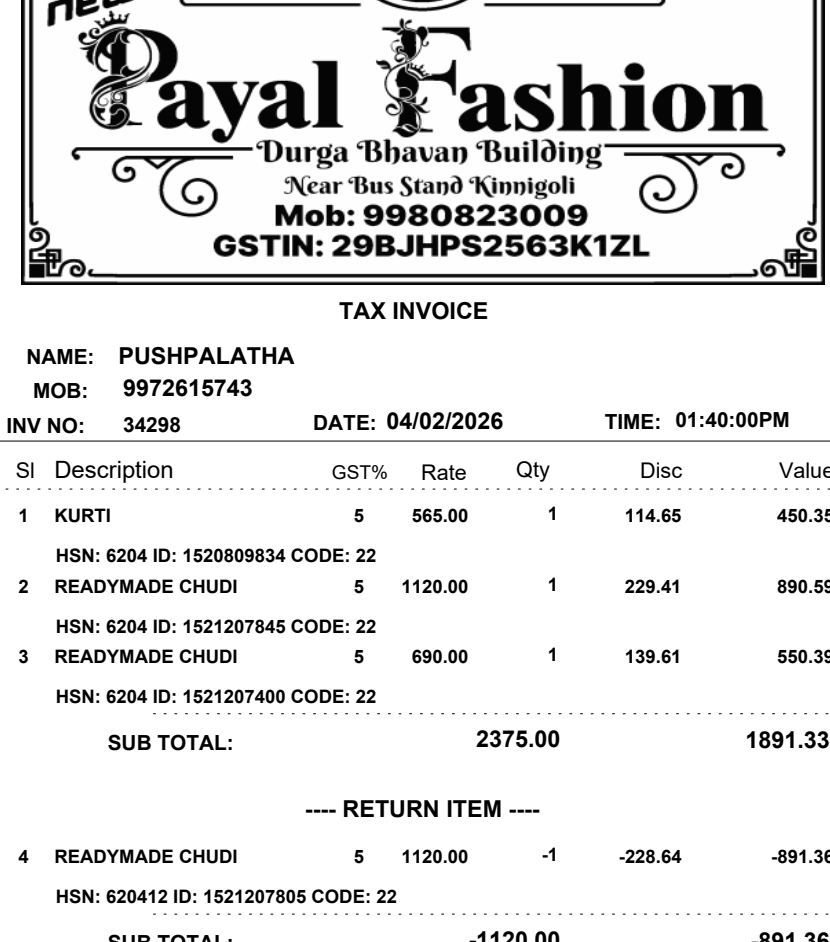 new
Payal Fashion
Durga Bhavan Building
Near Bus Stand Kinnigoli
Mob: 9980823009
GSTIN: 29BJHPS2563K1ZL
TAX INVOICE
NAME: PUSHPALATHA
MOB: 9972615743
INV NO: 34298 DATE: 04/02/2026 TIME: 01:40:00PM
Sl Description GST% Rate Qty Disc Value
1 KURTI 5 565.00 1 114.65 450.35
HSN: 6204 ID: 1520809834 CODE: 22
2 READYMADE CHUDI 5 1120.00 1 229.41 890.59
HSN: 6204 ID: 1521207845 CODE: 22
3 READYMADE CHUDI 5 690.00 1 139.61 550.39
HSN: 6204 ID: 1521207400 CODE: 22
SUB TOTAL: 2375.00 1891.33
---- RETURN ITEM ----
4 READYMADE CHUDI 5 1120.00 -1 -228.64 -891.36
HSN: 620412 ID: 1521207805 CODE: 22
SUB TOTAL: -1120.00 -891.36